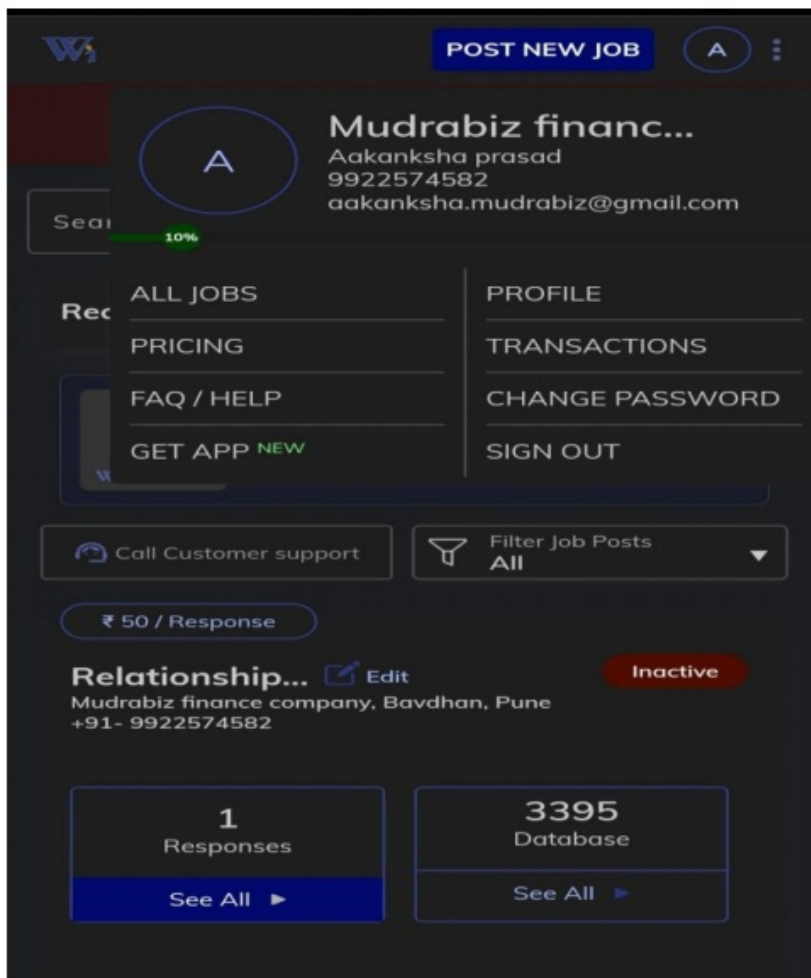 W
POST NEW JOB
A
A
Mudrabiz financ...
Aakanksha prasad
9922574582
aakanksha.mudrabiz@gmail.com
Sear
10%
ALL JOBS
PROFILE
Rec
PRICING
TRANSACTIONS
FAQ / HELP
CHANGE PASSWORD
GET APP NEW
SIGN OUT
W
Call Customer support
Filter Job Posts
All
₹ 50 / Response
Relationship... Edit
Inactive
Mudrabiz finance company, Bavdhan, Pune
+91- 9922574582
1
Responses
See All ►
3395
Database
See All ►